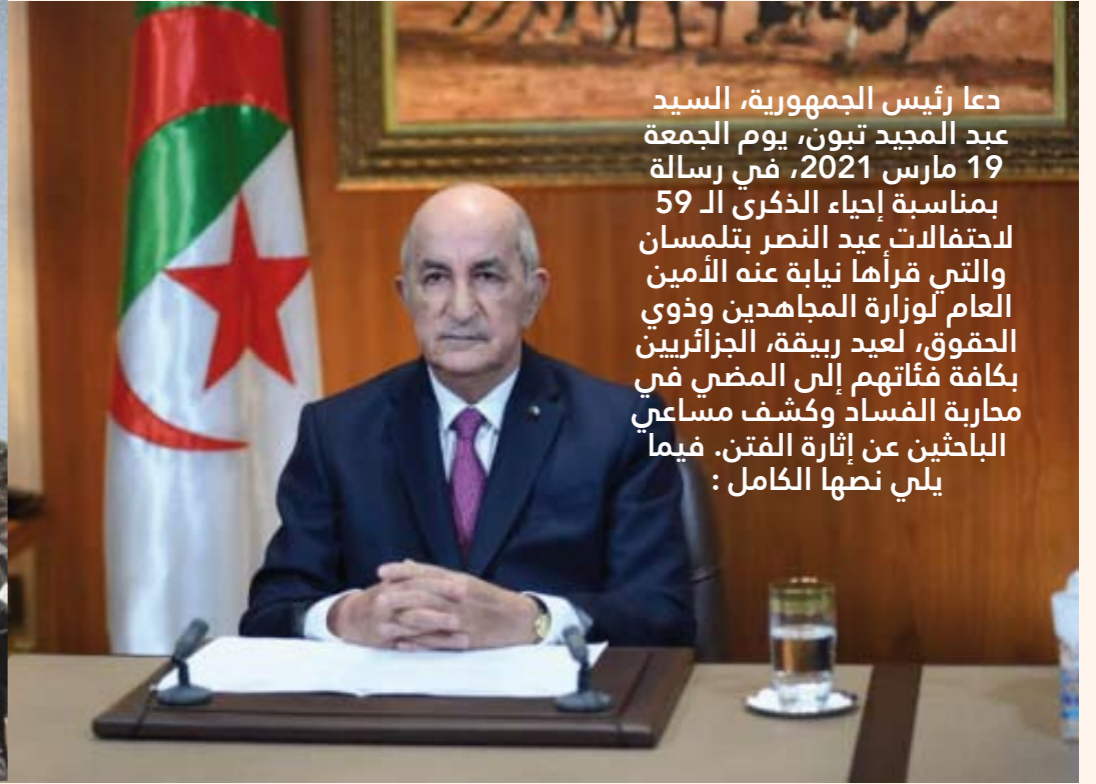 دعا رئيس الجمهورية، السيد
عبد المجيد تبون، يوم الجمعة
19 مارس 2021، في رسالة
بمناسبة إحياء الذكرى الـ 59
لاحتفالات عيد النصر بتلمسان
والتي قرأها نيابة عنه الأمين
العام لوزارة المجاهدين وذوي
الحقوق، لعيد ربيقة، الجزائريين
بكافة فئاتهم إلى المضي في
محاربة الفساد وكشف مساعي
الباحثين عن إثارة الفتن. فيما
يلي نصها الكامل :